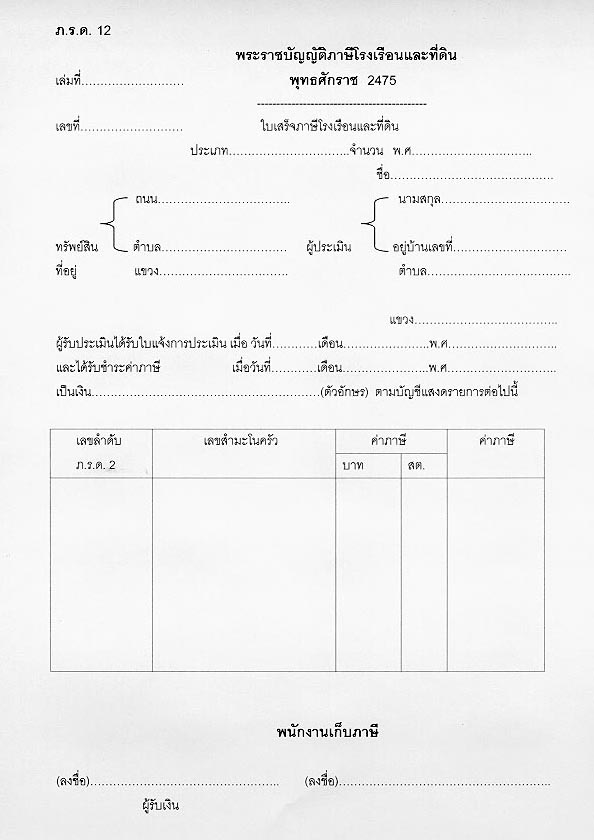 ภ.ร.ด. 12
พระราชบัญญัติภาษีโรงเรือนและที่ดิน
เล่มที่........................... พุทธศักราช 2475
--------------------------------------------
เลขที่........................... ใบเสร็จภาษีโรงเรือนและที่ดิน
ประเภท................................จำนวน พ.ศ................................
ชื่อ...........................................
ถนน................................... นามสกุล..................................
ทรัพย์สิน ตำบล................................. ผู้ประเมิน อยู่บ้านเลขที่...............................
ที่อยู่ แขวง.................................. ตำบล......................................
แขวง......................................
ผู้รับประเมินได้รับใบแจ้งการประเมิน เมื่อ วันที่............เดือน.......................พ.ศ.............................
และได้รับชำระค่าภาษี เมื่อวันที่............เดือน.......................พ.ศ.............................
เป็นเงิน............................................................(ตัวอักษร) ตามบัญชีแสดงรายการต่อไปนี้
เลขลำดับ เลขสำมะโนครัว ค่าภาษี ค่าภาษี
ภ.ร.ด. 2 บาท สต.
พนักงานเก็บภาษี
(ลงชื่อ).................................................. (ลงชื่อ)........................................................
ผู้รับเงิน